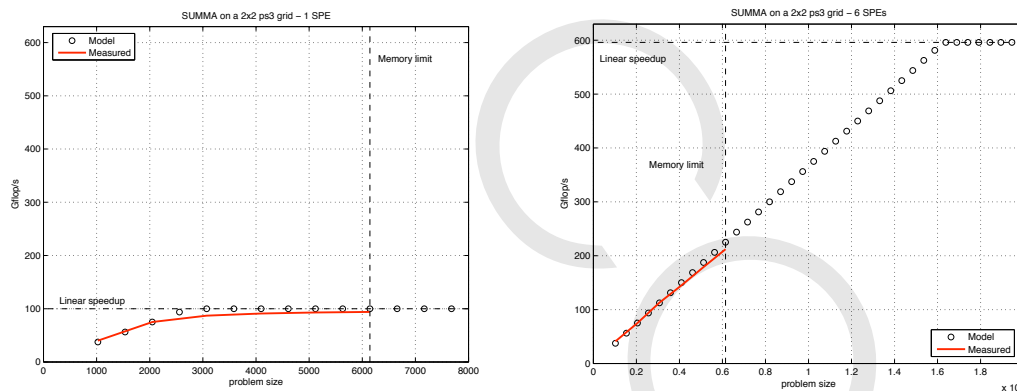 SUMMA on a 2x2 ps3 grid – 1 SPE
600
500
400
300
200
100
0
Gflop/s
Model
Measured
Memory limit
Linear speedup
0 1000 2000 3000 4000 5000 6000 7000 8000
problem size
SUMMA on a 2x2 ps3 grid – 6 SPEs
600
500
400
300
200
100
0
Gflop/s
Linear speedup
Memory limit
Model
Measured
0 0.2 0.4 0.6 0.8 1 1.2 1.4 1.6 1.8
problem size
x 10